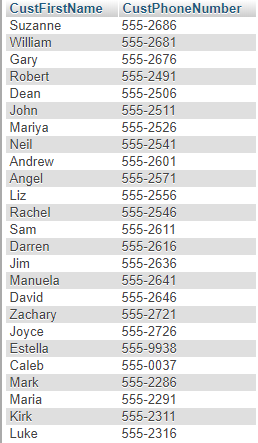 CustFirstName CustPhoneNumber
Suzanne 555-2686
William 555-2681
Gary 555-2676
Robert 555-2491
Dean 555-2506
John 555-2511
Mariya 555-2526
Neil 555-2541
Andrew 555-2601
Angel 555-2571
Liz 555-2556
Rachel 555-2546
Sam 555-2611
Darren 555-2616
Jim 555-2636
Manuela 555-2641
David 555-2646
Zachary 555-2721
Joyce 555-2726
Estella 555-9938
Caleb 555-0037
Mark 555-2286
Maria 555-2291
Kirk 555-2311
Luke 555-2316